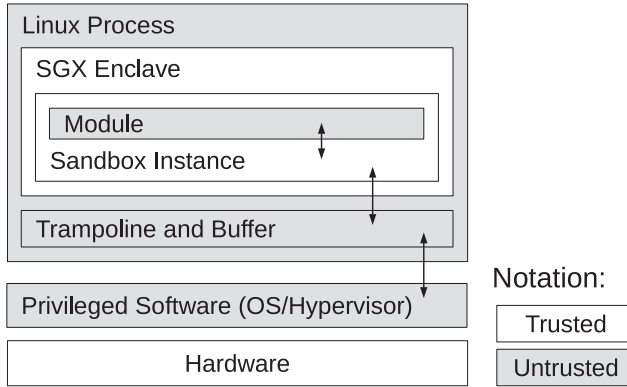 Linux Process
SGX Enclave
Module
Sandbox Instance
Trampoline and Buffer
Privileged Software (OS/Hypervisor)
Hardware
Notation:
Trusted
Untrusted